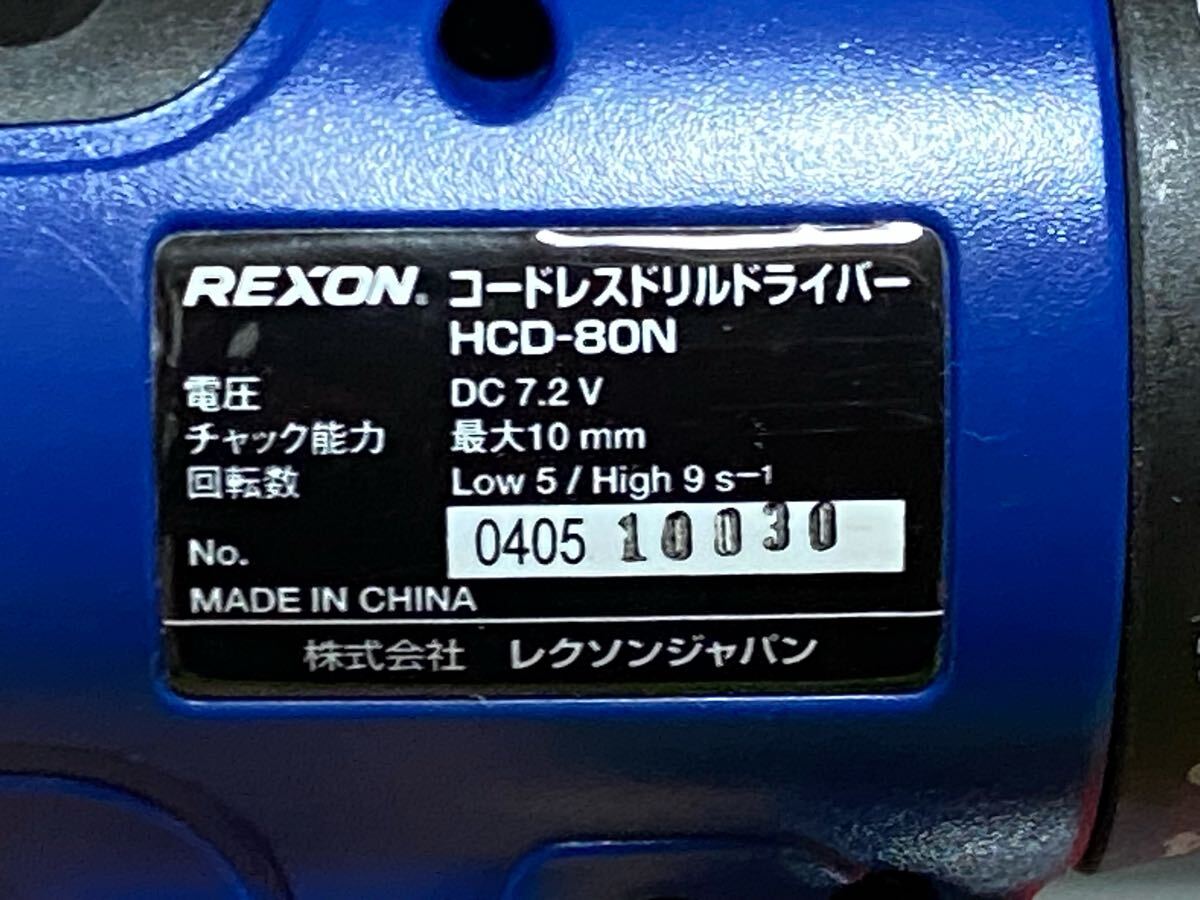 REXON. コードレスドリルドライバー
HCD-80N
電圧 DC 7.2 V
チャック能力 最大10 mm
回転数 Low 5 / High 9 s⁻¹
No. 0405 10030
MADE IN CHINA
株式会社 レクソンジャパン